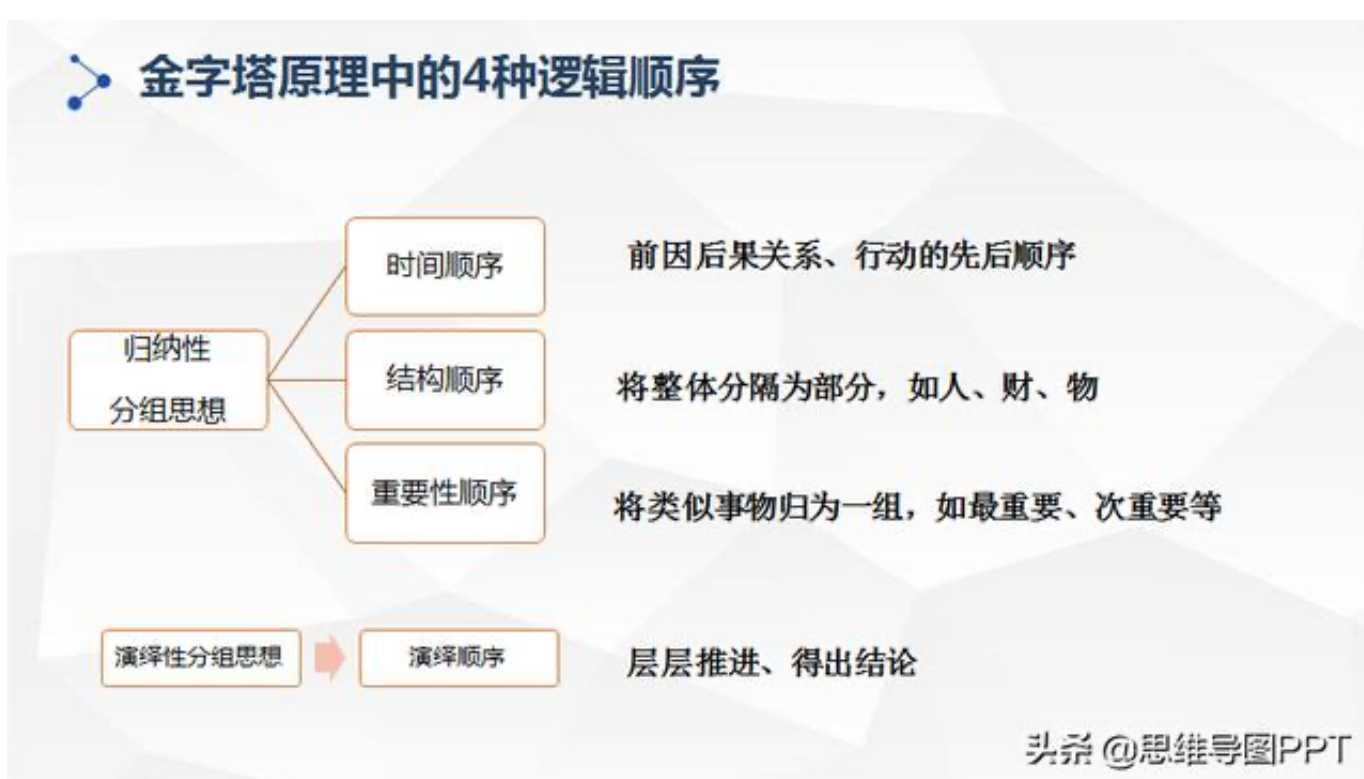 金字塔原理中的4种逻辑顺序
时间顺序
前因后果关系、行动的先后顺序
归纳性
分组思想
结构顺序
将整体分隔为部分，如人、财、物
重要性顺序
将类似事物归为一组，如最重要、次重要等
演绎性分组思想
演绎顺序
层层推进、得出结论
头条 @思维导图PPT